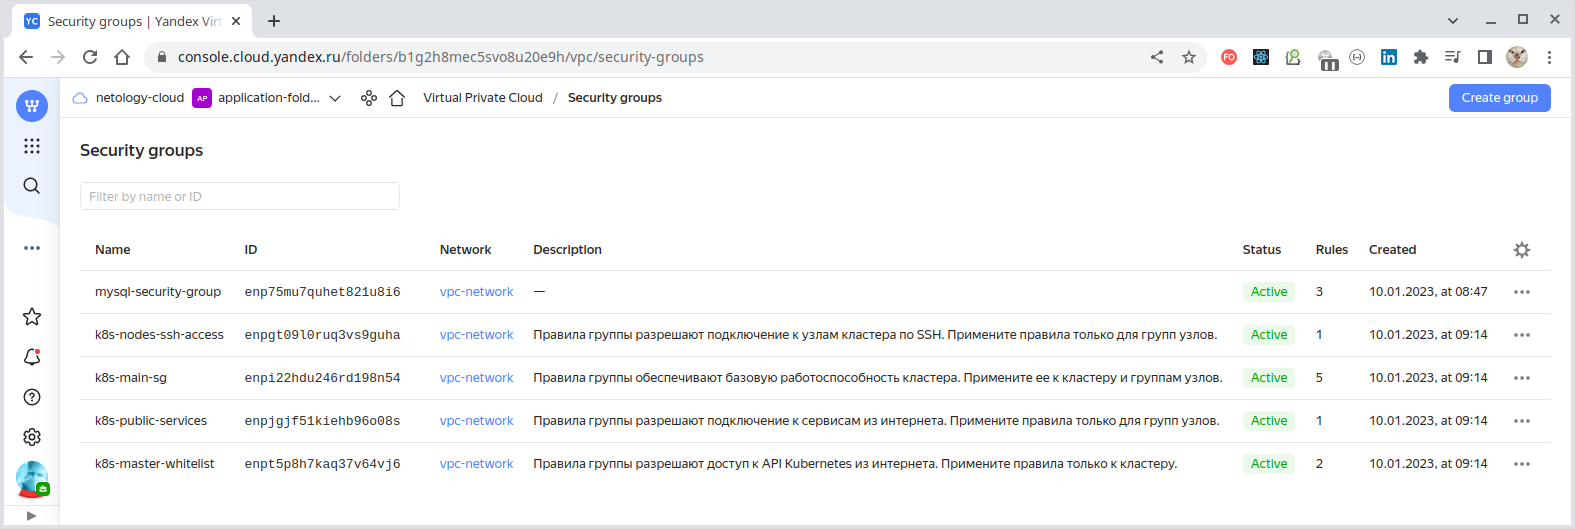 YC Security groups | Yandex Virt
console.cloud.yandex.ru/folders/b1g2h8mec5svo8u20e9h/vpc/security-groups
FO
in
netology-cloud AP application-fold... Virtual Private Cloud / Security groups Create group
Security groups
Filter by name or ID
Name ID Network Description Status Rules Created
mysql-security-group enp75mu7quhet821u8i6 vpc-network — Active 3 10.01.2023, at 08:47
k8s-nodes-ssh-access enpgt09l0ruq3vs9guha vpc-network Правила группы разрешают подключение к узлам кластера по SSH. Примените правила только для групп узлов. Active 1 10.01.2023, at 09:14
k8s-main-sg enpi22hdu246rd198n54 vpc-network Правила группы обеспечивают базовую работоспособность кластера. Примените ее к кластеру и группам узлов. Active 5 10.01.2023, at 09:14
k8s-public-services enpjgjf51kiehb96o08s vpc-network Правила группы разрешают подключение к сервисам из интернета. Примените правила только для групп узлов. Active 1 10.01.2023, at 09:14
k8s-master-whitelist enpt5p8h7kaq37v64vj6 vpc-network Правила группы разрешают доступ к API Kubernetes из интернета. Примените правила только к кластеру. Active 2 10.01.2023, at 09:14